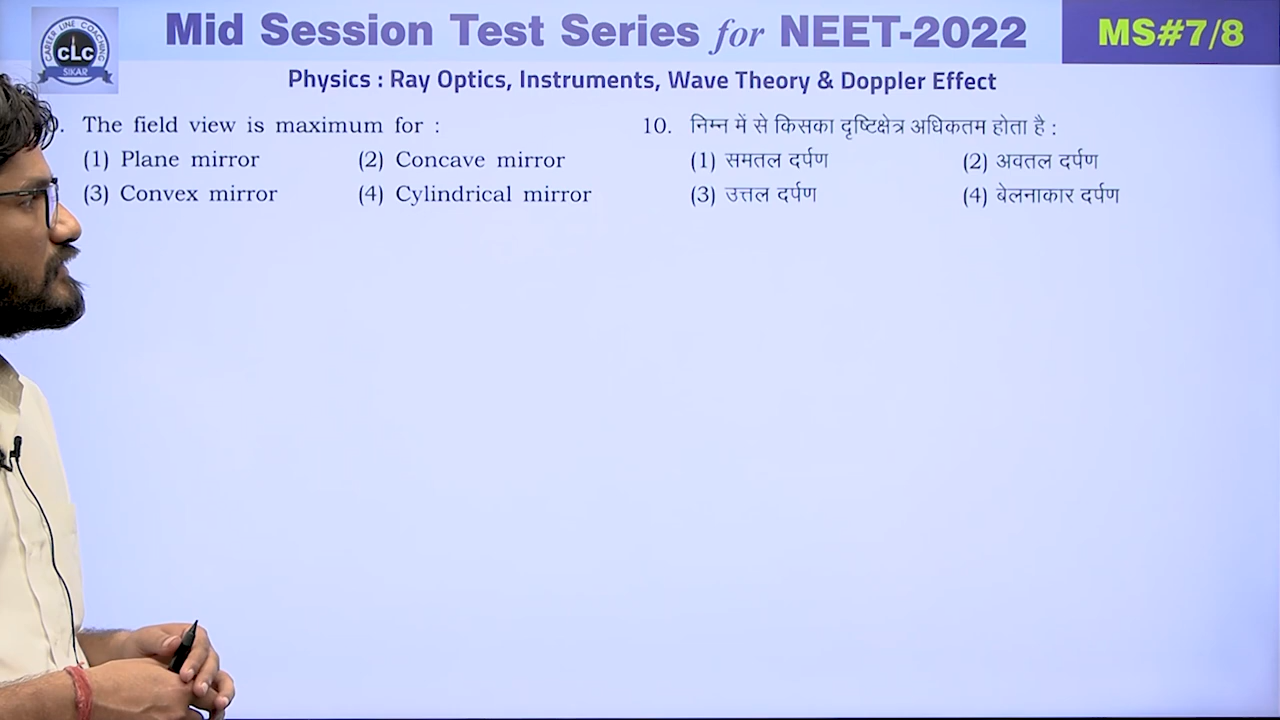 Mid Session Test Series for NEET-2022
MS#7/8
CAREER LINE COACHING
CLC
SIKAR
Physics : Ray Optics, Instruments, Wave Theory & Doppler Effect
The field view is maximum for :
(1) Plane mirror (2) Concave mirror
(3) Convex mirror (4) Cylindrical mirror
10. निम्न में से किसका दृष्टिक्षेत्र अधिकतम होता है :
(1) समतल दर्पण (2) अवतल दर्पण
(3) उत्तल दर्पण (4) बेलनाकार दर्पण